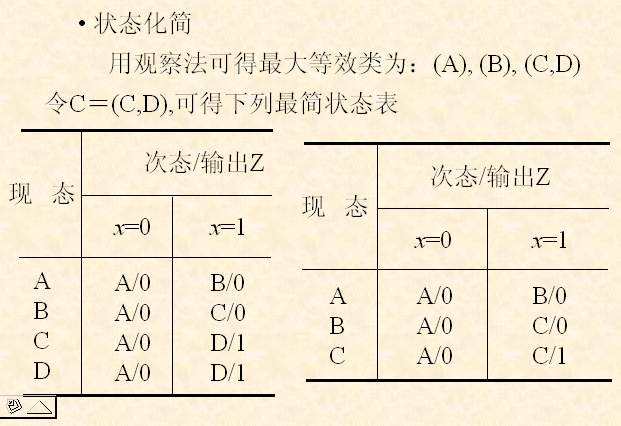 • 状态化简
用观察法可得最大等效类为：(A), (B), (C,D)
令C＝(C,D),可得下列最简状态表
现 态 次态/输出Z
x=0 x=1
A A/0 B/0
B A/0 C/0
C A/0 D/1
D A/0 D/1
现 态 次态/输出Z
x=0 x=1
A A/0 B/0
B A/0 C/0
C A/0 C/1